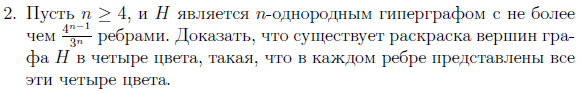 2. Пусть n ≥ 4, и H является n-однородным гиперграфом с не более
чем \frac{4^{n-1}}{3^n} ребрами. Доказать, что существует раскраска вершин гра-
фа H в четыре цвета, такая, что в каждом ребре представлены все
эти четыре цвета.